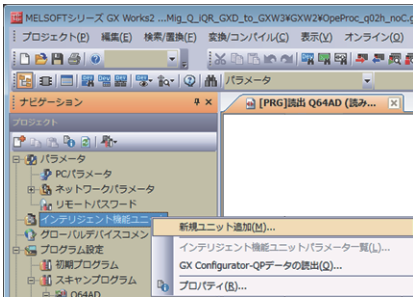 MELSOFTシリーズ GX Works2 ...Mig_Q_iQR_GXD_to_GXW3¥GXW2¥OpeProc_q02h_noC.g
プロジェクト(P) 編集(E) 検索/置換(F) 変換/コンパイル(C) 表示(V) オンライン(O)
パラメータ
ナビゲーション
[PRG]読出 Q64AD (読み...
プロジェクト
パラメータ
PCパラメータ
ネットワークパラメータ
リモートパスワード
インテリジェント機能ユニ
新規ユニット追加(M)...
グローバルデバイスコメン
インテリジェント機能ユニットパラメータ一覧(L)...
プログラム設定
GX Configurator-QPデータの読出(Q)...
初期プログラム
スキャンプログラム
プロパティ(R)...
Q64AD